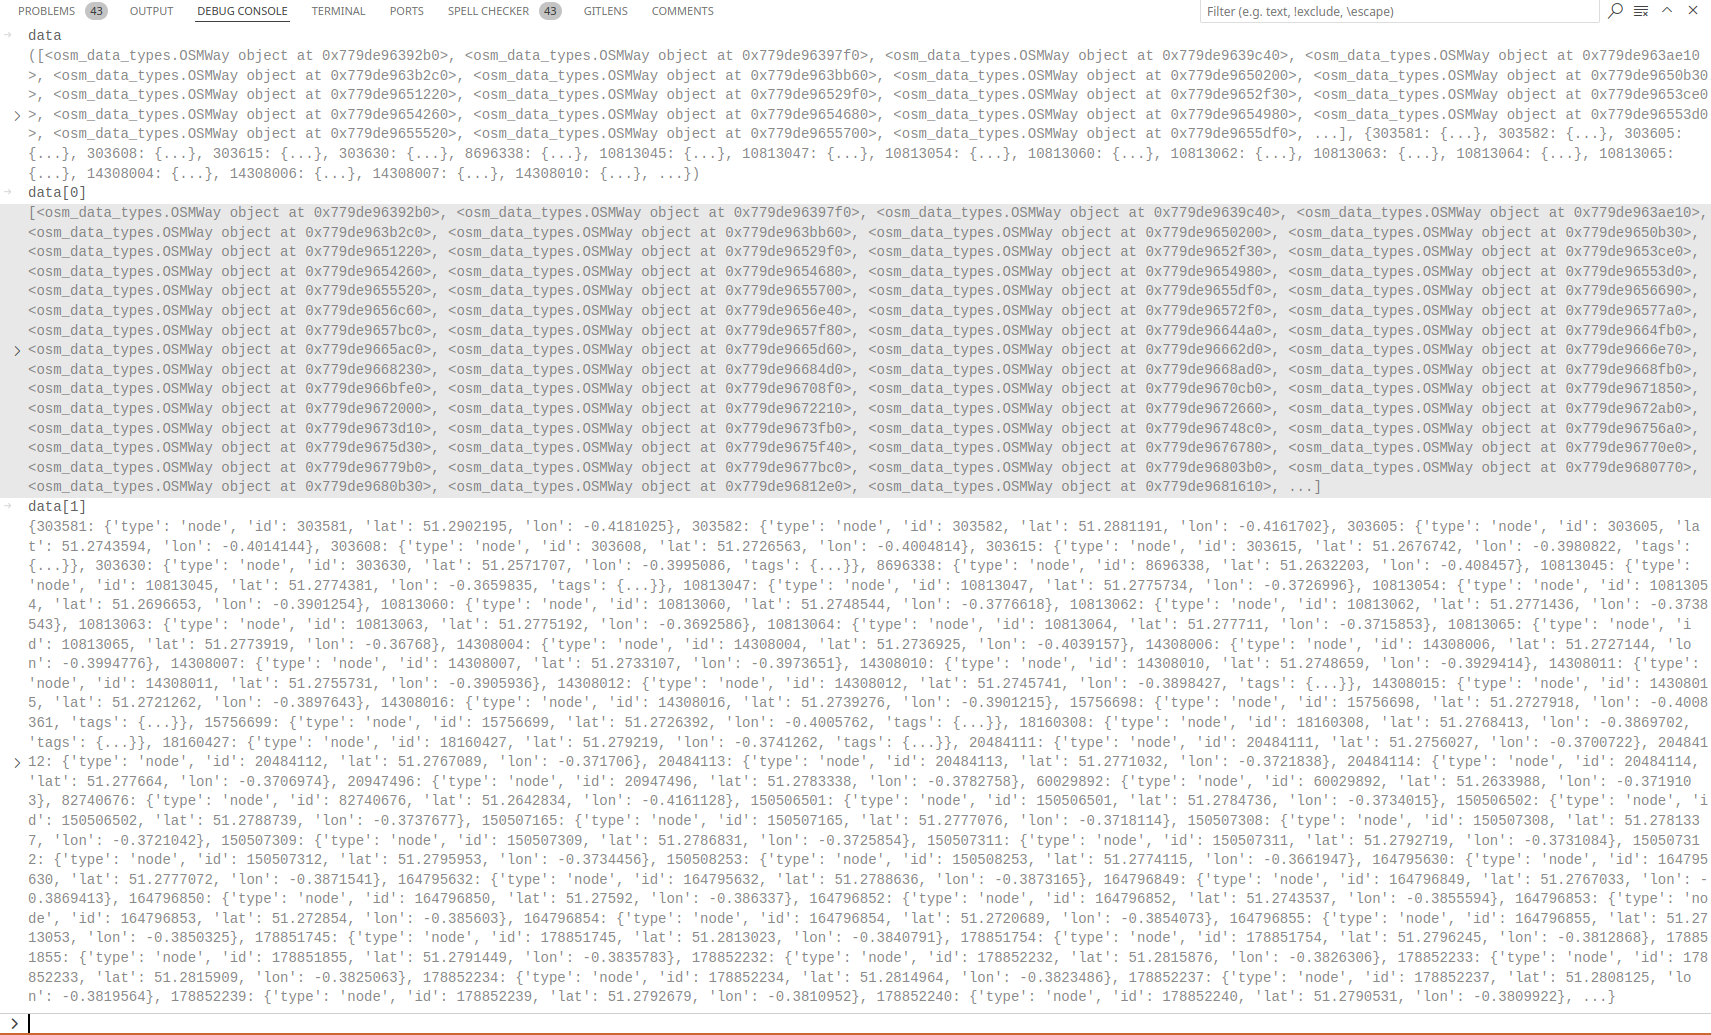 PROBLEMS 43 OUTPUT DEBUG CONSOLE TERMINAL PORTS SPELL CHECKER 43 GITLENS COMMENTS Filter (e.g. text, !exclude, \escape)
data
([<osm_data_types.OSMWay object at 0x779de96392b0>, <osm_data_types.OSMWay object at 0x779de96397f0>, <osm_data_types.OSMWay object at 0x779de9639c40>, <osm_data_types.OSMWay object at 0x779de963ae10
>, <osm_data_types.OSMWay object at 0x779de963b2c0>, <osm_data_types.OSMWay object at 0x779de963bb60>, <osm_data_types.OSMWay object at 0x779de9650200>, <osm_data_types.OSMWay object at 0x779de9650b30
>, <osm_data_types.OSMWay object at 0x779de9651220>, <osm_data_types.OSMWay object at 0x779de96529f0>, <osm_data_types.OSMWay object at 0x779de9652f30>, <osm_data_types.OSMWay object at 0x779de9653ce0
>, <osm_data_types.OSMWay object at 0x779de9654260>, <osm_data_types.OSMWay object at 0x779de9654680>, <osm_data_types.OSMWay object at 0x779de9654980>, <osm_data_types.OSMWay object at 0x779de96553d0
>, <osm_data_types.OSMWay object at 0x779de9655520>, <osm_data_types.OSMWay object at 0x779de9655700>, <osm_data_types.OSMWay object at 0x779de9655df0>, ...], {303581: {...}, 303582: {...}, 303605:
{...}, 303608: {...}, 303615: {...}, 303630: {...}, 8696338: {...}, 10813045: {...}, 10813047: {...}, 10813054: {...}, 10813060: {...}, 10813062: {...}, 10813063: {...}, 10813064: {...}, 10813065:
{...}, 14308004: {...}, 14308006: {...}, 14308007: {...}, 14308010: {...}, ...})
data[0]
[<osm_data_types.OSMWay object at 0x779de96392b0>, <osm_data_types.OSMWay object at 0x779de96397f0>, <osm_data_types.OSMWay object at 0x779de9639c40>, <osm_data_types.OSMWay object at 0x779de963ae10>,
<osm_data_types.OSMWay object at 0x779de963b2c0>, <osm_data_types.OSMWay object at 0x779de963bb60>, <osm_data_types.OSMWay object at 0x779de9650200>, <osm_data_types.OSMWay object at 0x779de9650b30>,
<osm_data_types.OSMWay object at 0x779de9651220>, <osm_data_types.OSMWay object at 0x779de96529f0>, <osm_data_types.OSMWay object at 0x779de9652f30>, <osm_data_types.OSMWay object at 0x779de9653ce0>,
<osm_data_types.OSMWay object at 0x779de9654260>, <osm_data_types.OSMWay object at 0x779de9654680>, <osm_data_types.OSMWay object at 0x779de9654980>, <osm_data_types.OSMWay object at 0x779de96553d0>,
<osm_data_types.OSMWay object at 0x779de9655520>, <osm_data_types.OSMWay object at 0x779de9655700>, <osm_data_types.OSMWay object at 0x779de9655df0>, <osm_data_types.OSMWay object at 0x779de9656690>,
<osm_data_types.OSMWay object at 0x779de9656c60>, <osm_data_types.OSMWay object at 0x779de9656e40>, <osm_data_types.OSMWay object at 0x779de96572f0>, <osm_data_types.OSMWay object at 0x779de96577a0>,
<osm_data_types.OSMWay object at 0x779de9657bc0>, <osm_data_types.OSMWay object at 0x779de9657f80>, <osm_data_types.OSMWay object at 0x779de96644a0>, <osm_data_types.OSMWay object at 0x779de9664fb0>,
<osm_data_types.OSMWay object at 0x779de9665ac0>, <osm_data_types.OSMWay object at 0x779de9665d60>, <osm_data_types.OSMWay object at 0x779de96662d0>, <osm_data_types.OSMWay object at 0x779de9666e70>,
<osm_data_types.OSMWay object at 0x779de9668230>, <osm_data_types.OSMWay object at 0x779de96684d0>, <osm_data_types.OSMWay object at 0x779de9668ad0>, <osm_data_types.OSMWay object at 0x779de9668fb0>,
<osm_data_types.OSMWay object at 0x779de966bfe0>, <osm_data_types.OSMWay object at 0x779de96708f0>, <osm_data_types.OSMWay object at 0x779de9670cb0>, <osm_data_types.OSMWay object at 0x779de9671850>,
<osm_data_types.OSMWay object at 0x779de9672000>, <osm_data_types.OSMWay object at 0x779de9672210>, <osm_data_types.OSMWay object at 0x779de9672660>, <osm_data_types.OSMWay object at 0x779de9672ab0>,
<osm_data_types.OSMWay object at 0x779de9673d10>, <osm_data_types.OSMWay object at 0x779de9673fb0>, <osm_data_types.OSMWay object at 0x779de96748c0>, <osm_data_types.OSMWay object at 0x779de96756a0>,
<osm_data_types.OSMWay object at 0x779de9675d30>, <osm_data_types.OSMWay object at 0x779de9675f40>, <osm_data_types.OSMWay object at 0x779de9676780>, <osm_data_types.OSMWay object at 0x779de96770e0>,
<osm_data_types.OSMWay object at 0x779de96779b0>, <osm_data_types.OSMWay object at 0x779de9677bc0>, <osm_data_types.OSMWay object at 0x779de96803b0>, <osm_data_types.OSMWay object at 0x779de9680770>,
<osm_data_types.OSMWay object at 0x779de9680b30>, <osm_data_types.OSMWay object at 0x779de96812e0>, <osm_data_types.OSMWay object at 0x779de9681610>, ...]
data[1]
{303581: {'type': 'node', 'id': 303581, 'lat': 51.2902195, 'lon': -0.4181025}, 303582: {'type': 'node', 'id': 303582, 'lat': 51.2881191, 'lon': -0.4161702}, 303605: {'type': 'node', 'id': 303605, 'la
t': 51.2743594, 'lon': -0.4014144}, 303608: {'type': 'node', 'id': 303608, 'lat': 51.2726563, 'lon': -0.4004814}, 303615: {'type': 'node', 'id': 303615, 'lat': 51.2676742, 'lon': -0.3980822, 'tags':
{...}}, 303630: {'type': 'node', 'id': 303630, 'lat': 51.2571707, 'lon': -0.3995086, 'tags': {...}}, 8696338: {'type': 'node', 'id': 8696338, 'lat': 51.2632203, 'lon': -0.408457}, 10813045: {'type':
'node', 'id': 10813045, 'lat': 51.2774381, 'lon': -0.3659835, 'tags': {...}}, 10813047: {'type': 'node', 'id': 10813047, 'lat': 51.2775734, 'lon': -0.3726996}, 10813054: {'type': 'node', 'id': 1081305
4, 'lat': 51.2696653, 'lon': -0.3901254}, 10813060: {'type': 'node', 'id': 10813060, 'lat': 51.2748544, 'lon': -0.3776618}, 10813062: {'type': 'node', 'id': 10813062, 'lat': 51.2771436, 'lon': -0.3738
543}, 10813063: {'type': 'node', 'id': 10813063, 'lat': 51.2775192, 'lon': -0.3692586}, 10813064: {'type': 'node', 'id': 10813064, 'lat': 51.277711, 'lon': -0.3715853}, 10813065: {'type': 'node', 'i
d': 10813065, 'lat': 51.2773919, 'lon': -0.36768}, 14308004: {'type': 'node', 'id': 14308004, 'lat': 51.2736925, 'lon': -0.4039157}, 14308006: {'type': 'node', 'id': 14308006, 'lat': 51.2727144, 'lo
n': -0.3994776}, 14308007: {'type': 'node', 'id': 14308007, 'lat': 51.2733107, 'lon': -0.3973651}, 14308010: {'type': 'node', 'id': 14308010, 'lat': 51.2748659, 'lon': -0.3929414}, 14308011: {'type':
'node', 'id': 14308011, 'lat': 51.2755731, 'lon': -0.3905936}, 14308012: {'type': 'node', 'id': 14308012, 'lat': 51.2745741, 'lon': -0.3898427, 'tags': {...}}, 14308015: {'type': 'node', 'id': 1430801
5, 'lat': 51.2721262, 'lon': -0.3897643}, 14308016: {'type': 'node', 'id': 14308016, 'lat': 51.2739276, 'lon': -0.3901215}, 15756698: {'type': 'node', 'id': 15756698, 'lat': 51.2727918, 'lon': -0.4008
361, 'tags': {...}}, 15756699: {'type': 'node', 'id': 15756699, 'lat': 51.2726392, 'lon': -0.4005762, 'tags': {...}}, 18160308: {'type': 'node', 'id': 18160308, 'lat': 51.2768413, 'lon': -0.3869702,
'tags': {...}}, 18160427: {'type': 'node', 'id': 18160427, 'lat': 51.279219, 'lon': -0.3741262, 'tags': {...}}, 20484111: {'type': 'node', 'id': 20484111, 'lat': 51.2756027, 'lon': -0.3700722}, 204841
12: {'type': 'node', 'id': 20484112, 'lat': 51.2767089, 'lon': -0.371706}, 20484113: {'type': 'node', 'id': 20484113, 'lat': 51.2771032, 'lon': -0.3721838}, 20484114: {'type': 'node', 'id': 20484114,
'lat': 51.277664, 'lon': -0.3706974}, 20947496: {'type': 'node', 'id': 20947496, 'lat': 51.2783338, 'lon': -0.3782758}, 60029892: {'type': 'node', 'id': 60029892, 'lat': 51.2633988, 'lon': -0.371910
3}, 82740676: {'type': 'node', 'id': 82740676, 'lat': 51.2642834, 'lon': -0.4161128}, 150506501: {'type': 'node', 'id': 150506501, 'lat': 51.2784736, 'lon': -0.3734015}, 150506502: {'type': 'node', 'i
d': 150506502, 'lat': 51.2788739, 'lon': -0.3737677}, 150507165: {'type': 'node', 'id': 150507165, 'lat': 51.2777076, 'lon': -0.3718114}, 150507308: {'type': 'node', 'id': 150507308, 'lat': 51.278133
7, 'lon': -0.3721042}, 150507309: {'type': 'node', 'id': 150507309, 'lat': 51.2786831, 'lon': -0.3725854}, 150507311: {'type': 'node', 'id': 150507311, 'lat': 51.2792719, 'lon': -0.3731084}, 15050731
2: {'type': 'node', 'id': 150507312, 'lat': 51.2795953, 'lon': -0.3734456}, 150508253: {'type': 'node', 'id': 150508253, 'lat': 51.2774115, 'lon': -0.3661947}, 164795630: {'type': 'node', 'id': 164795
630, 'lat': 51.2777072, 'lon': -0.3871541}, 164795632: {'type': 'node', 'id': 164795632, 'lat': 51.2788636, 'lon': -0.3873165}, 164796849: {'type': 'node', 'id': 164796849, 'lat': 51.2767033, 'lon': -
0.3869413}, 164796850: {'type': 'node', 'id': 164796850, 'lat': 51.27592, 'lon': -0.386337}, 164796852: {'type': 'node', 'id': 164796852, 'lat': 51.2743537, 'lon': -0.3855594}, 164796853: {'type': 'no
de', 'id': 164796853, 'lat': 51.272854, 'lon': -0.385603}, 164796854: {'type': 'node', 'id': 164796854, 'lat': 51.2720689, 'lon': -0.3854073}, 164796855: {'type': 'node', 'id': 164796855, 'lat': 51.27
13053, 'lon': -0.3850325}, 178851745: {'type': 'node', 'id': 178851745, 'lat': 51.2813023, 'lon': -0.3840791}, 178851754: {'type': 'node', 'id': 178851754, 'lat': 51.2796245, 'lon': -0.3812868}, 17885
1855: {'type': 'node', 'id': 178851855, 'lat': 51.2791449, 'lon': -0.3835783}, 178852232: {'type': 'node', 'id': 178852232, 'lat': 51.2815876, 'lon': -0.3826306}, 178852233: {'type': 'node', 'id': 178
852233, 'lat': 51.2815909, 'lon': -0.3825063}, 178852234: {'type': 'node', 'id': 178852234, 'lat': 51.2814964, 'lon': -0.3823486}, 178852237: {'type': 'node', 'id': 178852237, 'lat': 51.2808125, 'lo
n': -0.3819564}, 178852239: {'type': 'node', 'id': 178852239, 'lat': 51.2792679, 'lon': -0.3810952}, 178852240: {'type': 'node', 'id': 178852240, 'lat': 51.2790531, 'lon': -0.3809922}, ...}